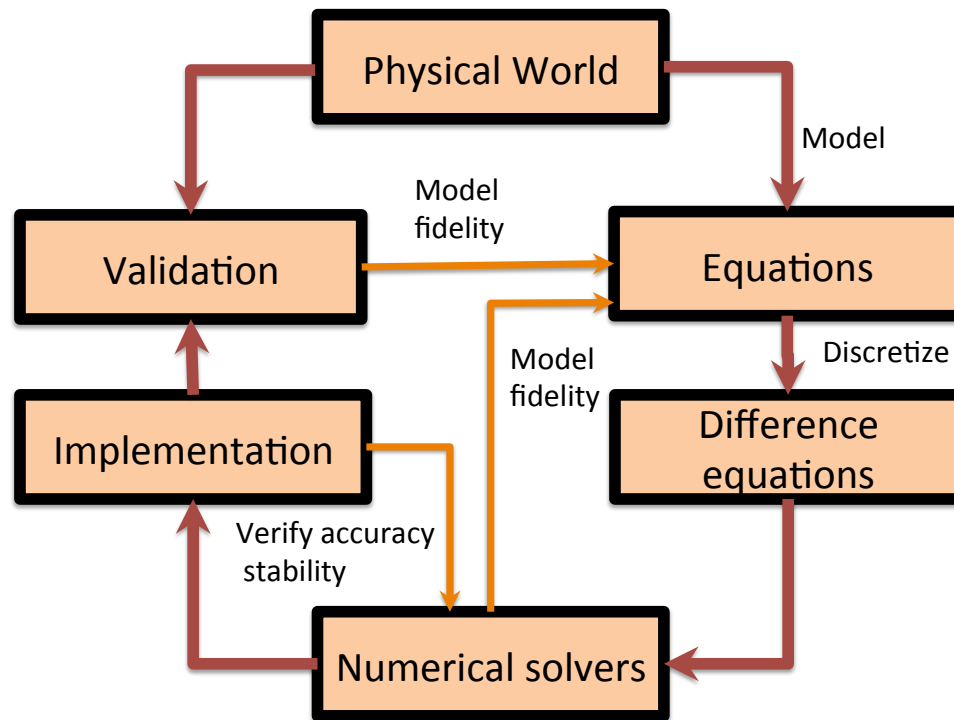 Physical World
Model
Model
fidelity
Validation
Equations
Model
fidelity
Discretize
Implementation
Difference
equations
Verify accuracy
stability
Numerical solvers